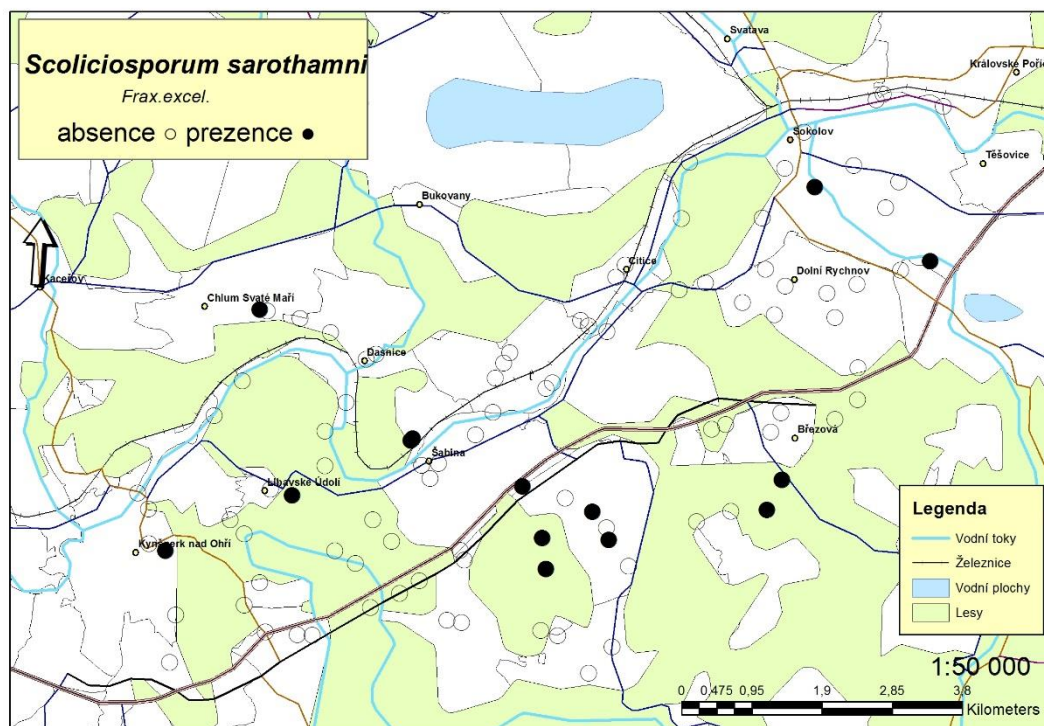 Scoliciosporum sarothamni
Frax.excel.
absence ○ prezence ●
Svatava
Královské Poříč
Sokolov
Těšovice
Bukovany
Kaceřov
Citice
Dolní Rychnov
Chlum Svaté Maří
Dasnice
Šabina
Březová
Libavské Údolí
Kynšperk nad Ohří
Legenda
Vodní toky
Železnice
Vodní plochy
Lesy
1:50 000
0 0,475 0,95 1,9 2,85 3,8
Kilometers